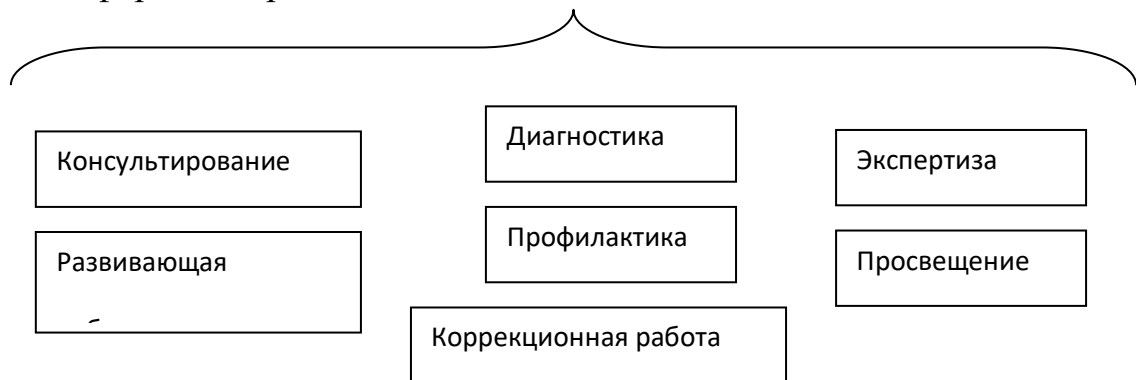 Консультирование
Диагностика
Экспертиза
Развивающая
Профилактика
Просвещение
Коррекционная работа